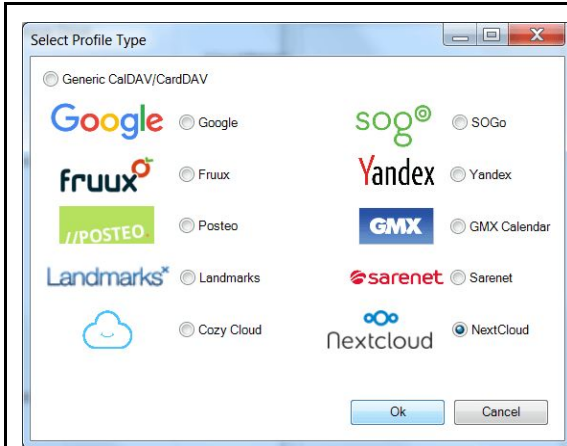 Select Profile Type
Generic CalDAV/CardDAV
Google Google
sogo SOGo
fruux Fruux
Yandex Yandex
//POSTEO. Posteo
GMX GMX Calendar
Landmarksˣ Landmarks
sarenet Sarenet
Cozy Cloud
Nextcloud NextCloud
Ok Cancel